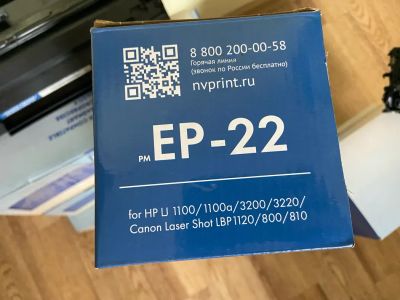 8 800 200-00-58
Горячая линия
(звонок по России бесплатно)
nvprint.ru
PM EP-22
for HP LJ 1100/1100a/3200/3220/
Canon Laser Shot LBP1120/800/810